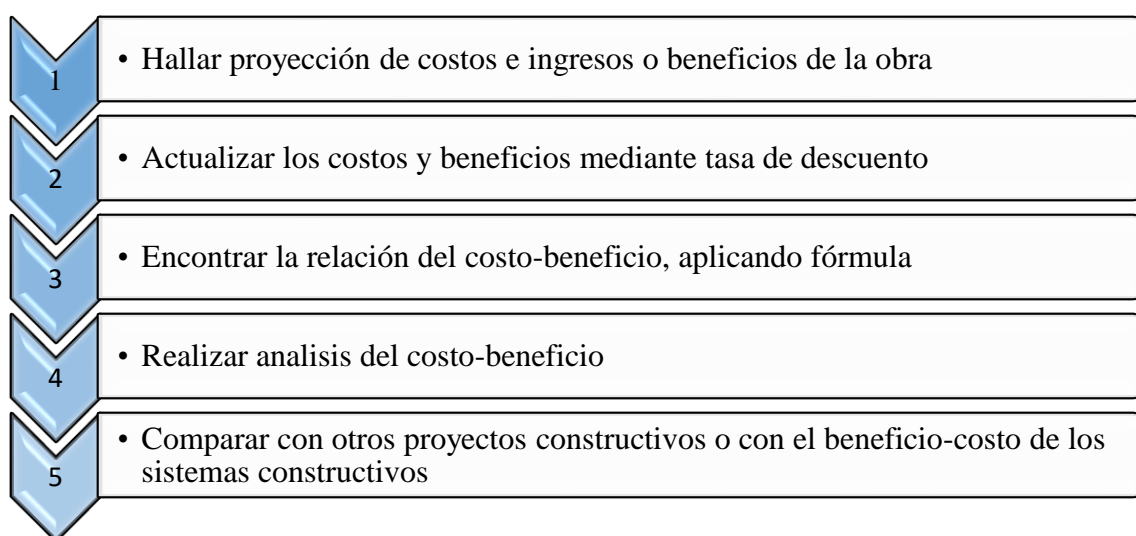 1 • Hallar proyección de costos e ingresos o beneficios de la obra
2 • Actualizar los costos y beneficios mediante tasa de descuento
3 • Encontrar la relación del costo-beneficio, aplicando fórmula
4 • Realizar analisis del costo-beneficio
5 • Comparar con otros proyectos constructivos o con el beneficio-costo de los
sistemas constructivos